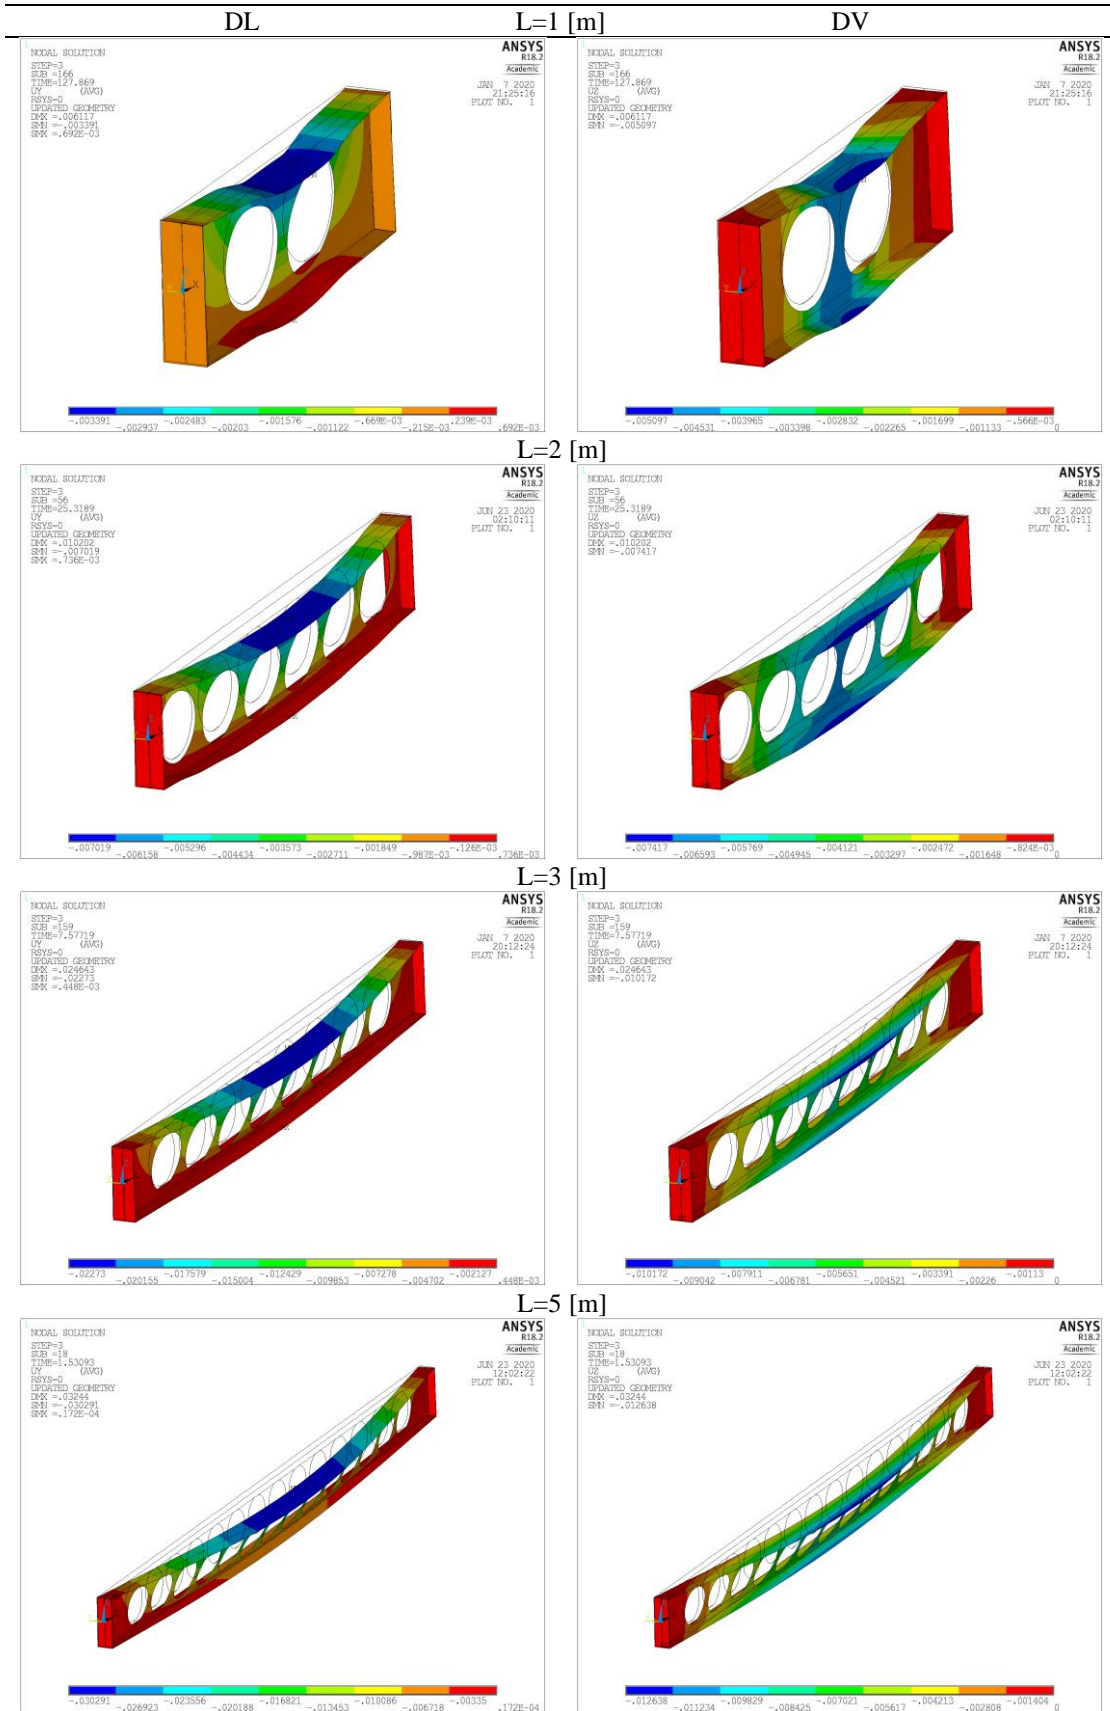 DL L=1 [m] DV
1
NODAL SOLUTION
STEP=3
SUB =166
TIME=127.869
UY (AVG)
RSYS=0
UPDATED GEOMETRY
DMX =.006117
SMN =-.003391
SMX =.692E-03
ANSYS
R18.2
Academic
JAN 7 2020
21:25:16
PLOT NO. 1
Z
Y X
-.003391 -.002937 -.002483 -.00203 -.001576 -.001122 -.669E-03 -.215E-03 .239E-03 .692E-03
1
NODAL SOLUTION
STEP=3
SUB =166
TIME=127.869
UZ (AVG)
RSYS=0
UPDATED GEOMETRY
DMX =.006117
SMN =-.005097
ANSYS
R18.2
Academic
JAN 7 2020
21:25:16
PLOT NO. 1
Z
Y X
-.005097 -.004531 -.003965 -.003398 -.002832 -.002265 -.001699 -.001133 -.566E-03 0
L=2 [m]
1
NODAL SOLUTION
STEP=3
SUB =56
TIME=25.3189
UY (AVG)
RSYS=0
UPDATED GEOMETRY
DMX =.010202
SMN =-.007019
SMX =.736E-03
ANSYS
R18.2
Academic
JUN 23 2020
02:10:11
PLOT NO. 1
-.007019 -.006158 -.005296 -.004434 -.003573 -.002711 -.001849 -.987E-03 -.126E-03 .736E-03
1
NODAL SOLUTION
STEP=3
SUB =56
TIME=25.3189
UZ (AVG)
RSYS=0
UPDATED GEOMETRY
DMX =.010202
SMN =-.007417
ANSYS
R18.2
Academic
JUN 23 2020
02:10:11
PLOT NO. 1
-.007417 -.006593 -.005769 -.004945 -.004121 -.003297 -.002472 -.001648 -.824E-03 0
L=3 [m]
1
NODAL SOLUTION
STEP=3
SUB =159
TIME=7.57719
UY (AVG)
RSYS=0
UPDATED GEOMETRY
DMX =.024643
SMN =-.02273
SMX =.448E-03
ANSYS
R18.2
Academic
JAN 7 2020
20:12:24
PLOT NO. 1
-.02273 -.020155 -.017579 -.015004 -.012429 -.009853 -.007278 -.004702 -.002127 .448E-03
1
NODAL SOLUTION
STEP=3
SUB =159
TIME=7.57719
UZ (AVG)
RSYS=0
UPDATED GEOMETRY
DMX =.024643
SMN =-.010172
ANSYS
R18.2
Academic
JAN 7 2020
20:12:24
PLOT NO. 1
-.010172 -.009042 -.007911 -.006781 -.005651 -.004521 -.003391 -.00226 -.00113 0
L=5 [m]
1
NODAL SOLUTION
STEP=3
SUB =18
TIME=1.53093
UY (AVG)
RSYS=0
UPDATED GEOMETRY
DMX =.03244
SMN =-.030291
SMX =.172E-04
ANSYS
R18.2
Academic
JUN 23 2020
12:02:22
PLOT NO. 1
-.030291 -.026923 -.023556 -.020188 -.016821 -.013453 -.010086 -.006718 -.00335 .172E-04
1
NODAL SOLUTION
STEP=3
SUB =18
TIME=1.53093
UZ (AVG)
RSYS=0
UPDATED GEOMETRY
DMX =.03244
SMN =-.012638
ANSYS
R18.2
Academic
JUN 23 2020
12:02:22
PLOT NO. 1
-.012638 -.011234 -.009829 -.008425 -.007021 -.005617 -.004213 -.002808 -.001404 0